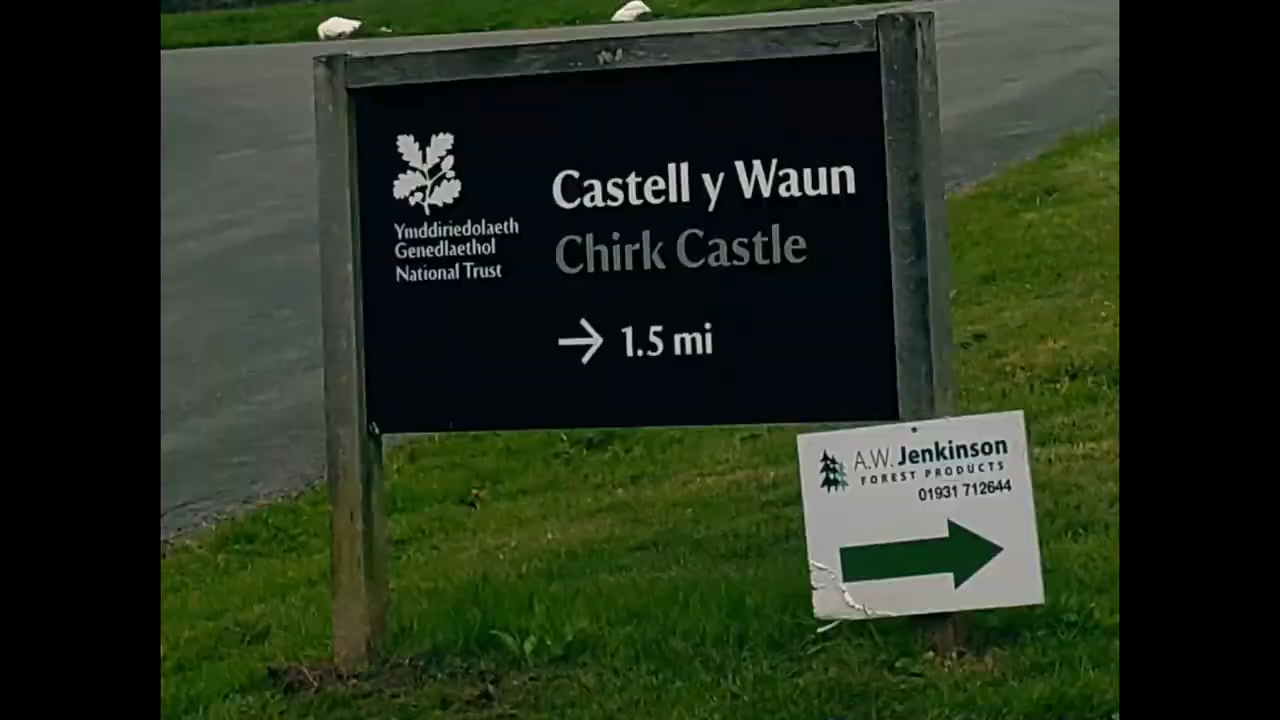 Castell y Waun
Chirk Castle
→ 1.5 mi
Ymddiriedolaeth
Genedlaethol
National Trust
A.W. Jenkinson
FOREST PRODUCTS
01931 712644